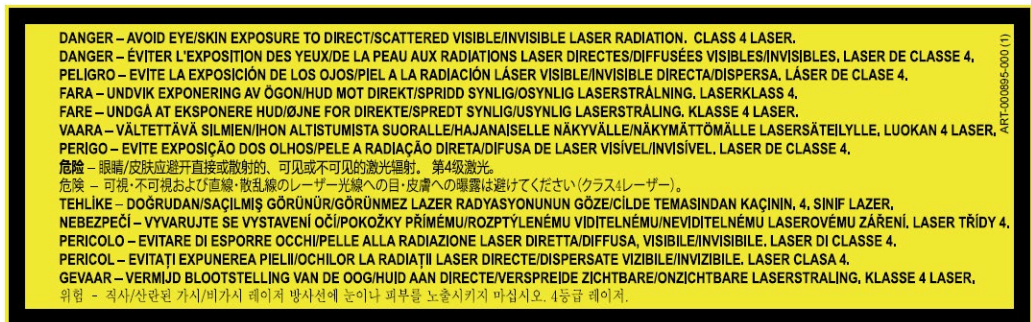 DANGER – AVOID EYE/SKIN EXPOSURE TO DIRECT/SCATTERED VISIBLE/INVISIBLE LASER RADIATION. CLASS 4 LASER.
DANGER – ÉVITER L'EXPOSITION DES YEUX/DE LA PEAU AUX RADIATIONS LASER DIRECTES/DIFFUSÉES VISIBLES/INVISIBLES. LASER DE CLASSE 4.
PELIGRO – EVITE LA EXPOSICIÓN DE LOS OJOS/PIEL A LA RADIACIÓN LÁSER VISIBLE/INVISIBLE DIRECTA/DISPERSA. LÁSER DE CLASE 4.
FARA – UNDVIK EXPONERING AV ÖGON/HUD MOT DIREKT/SPRIDD SYNLIG/OSYNLIG LASERSTRÅLNING. LASERKLASS 4.
FARE – UNDGÅ AT EKSPONERE HUD/ØJNE FOR DIREKTE/SPREDT SYNLIG/USYNLIG LASERSTRÅLING. KLASSE 4 LASER.
VAARA – VÄLTETTÄVÄ SILMIEN/IHON ALTISTUMISTA SUORALLE/HAJANAISELLE NÄKYVÄLLE/NÄKYMÄTTÖMÄLLE LASERSÄTEILYLLE. LUOKAN 4 LASER.
PERIGO – EVITE EXPOSIÇÃO DOS OLHOS/PELE A RADIAÇÃO DIRETA/DIFUSA DE LASER VISÍVEL/INVISÍVEL. LASER DE CLASSE 4.
危险 – 眼睛/皮肤应避开直接或散射的、可见或不可见的激光辐射。 第4级激光。
危険 – 可視・不可視および直線・散乱線のレーザー光線への目・皮膚への曝露は避けてください（クラス4レーザー）。
TEHLİKE – DOĞRUDAN/SAÇILMIŞ GÖRÜNÜR/GÖRÜNMEZ LAZER RADYASYONUNUN GÖZE/CİLDE TEMASINDAN KAÇININ. 4. SINIF LAZER.
NEBEZPEČÍ – VYVARUJTE SE VYSTAVENÍ OČÍ/POKOŽKY PŘÍMÉMU/ROZPTÝLENÉMU VIDITELNÉMU/NEVIDITELNÉMU LASEROVÉMU ZÁŘENÍ. LASER TŘÍDY 4.
PERICOLO – EVITARE DI ESPORRE OCCHI/PELLE ALLA RADIAZIONE LASER DIRETTA/DIFFUSA, VISIBILE/INVISIBILE. LASER DI CLASSE 4.
PERICOL – EVITAȚI EXPUNEREA PIELII/OCHILOR LA RADIAȚII LASER DIRECTE/DISPERSATE VIZIBILE/INVIZIBILE. LASER CLASA 4.
GEVAAR – VERMIJD BLOOTSTELLING VAN DE OOG/HUID AAN DIRECTE/VERSPREIDE ZICHTBARE/ONZICHTBARE LASERSTRALING. KLASSE 4 LASER.
위험 - 직사/산란된 가시/비가시 레이저 방사선에 눈이나 피부를 노출시키지 마십시오. 4등급 레이저.
ART-000895-000 (1)